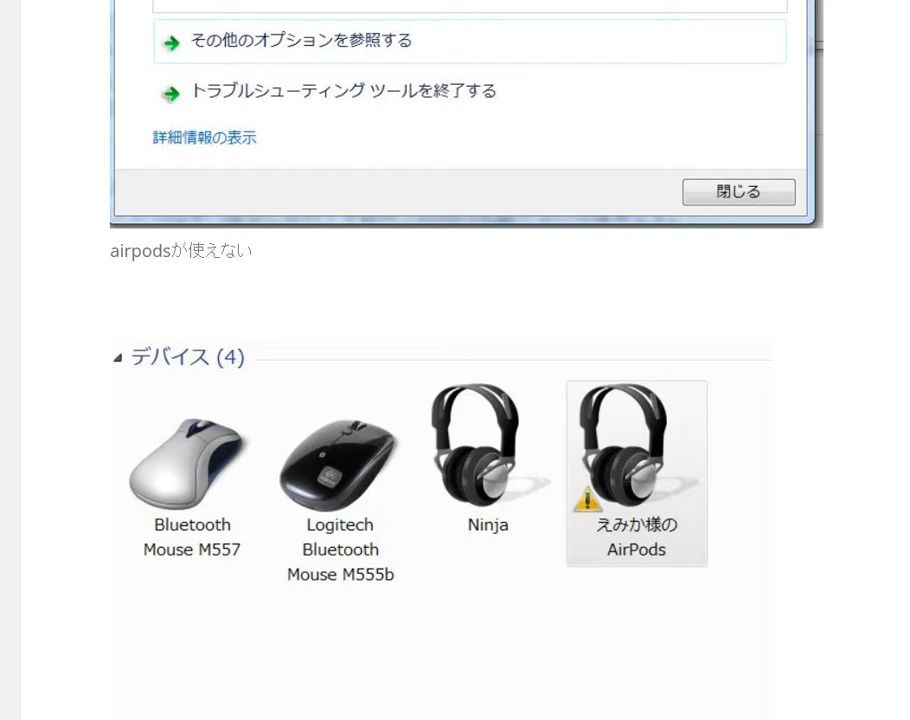 その他のオプションを参照する
トラブルシューティング ツールを終了する
詳細情報の表示
閉じる
airpodsが使えない
デバイス (4)
Bluetooth
Mouse M557
Logitech
Bluetooth
Mouse M555b
Ninja
えみか様の
AirPods